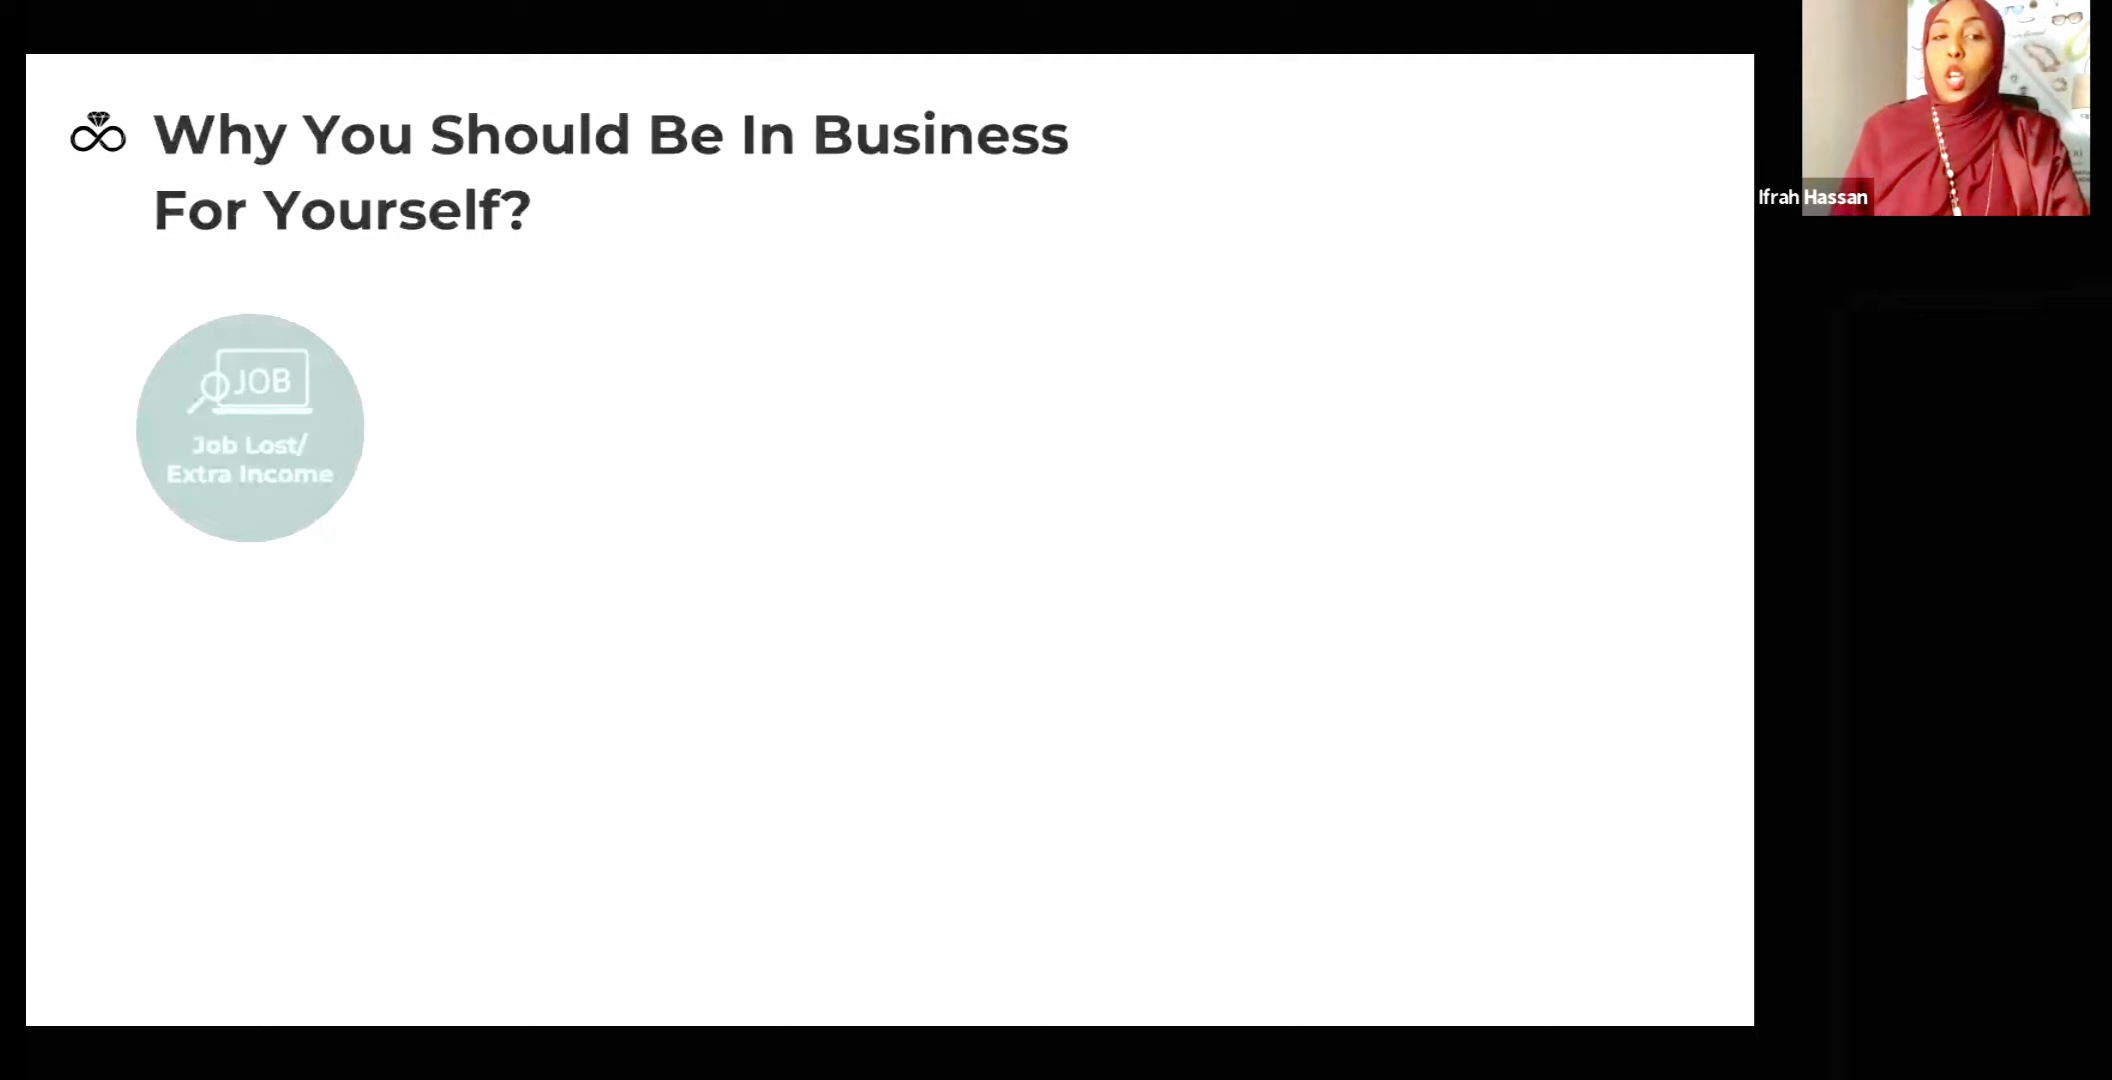 Why You Should Be In Business
For Yourself?
JOB
Job Lost/
Extra Income
Ifrah Hassan